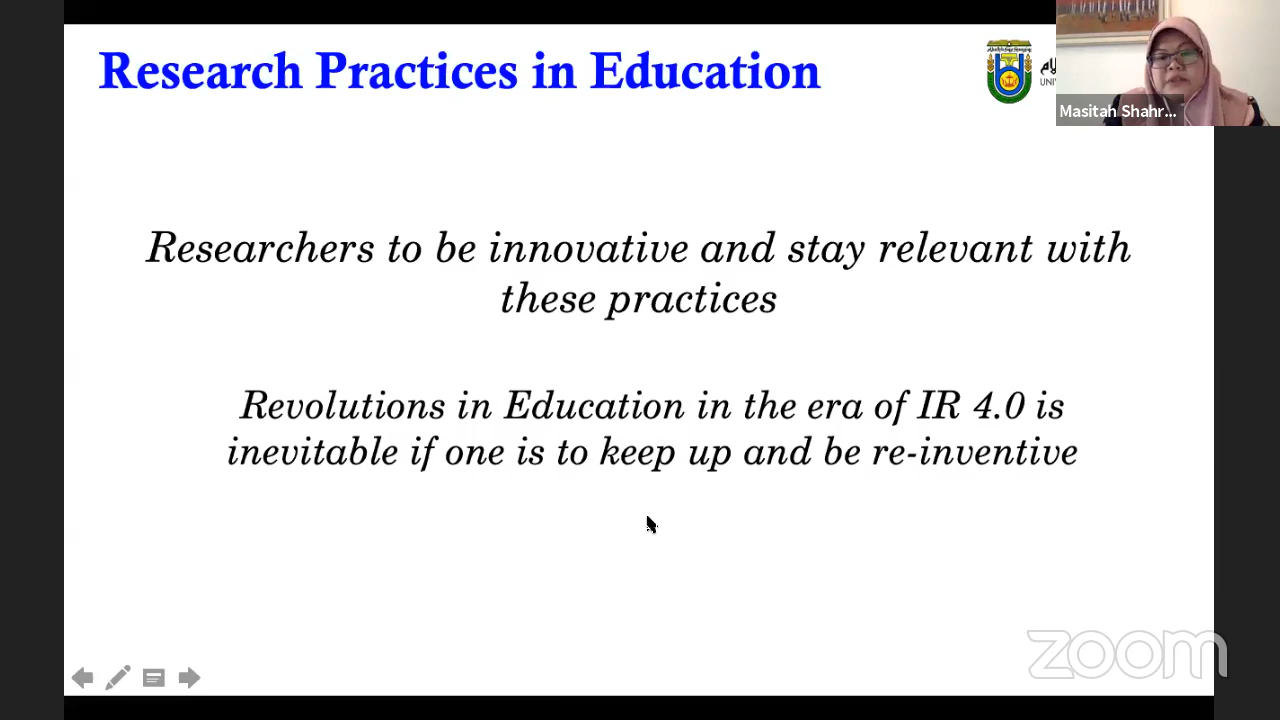 Research Practices in Education
UNI
Masitah Shahr...
Researchers to be innovative and stay relevant with
these practices
Revolutions in Education in the era of IR 4.0 is
inevitable if one is to keep up and be re-inventive
zoom